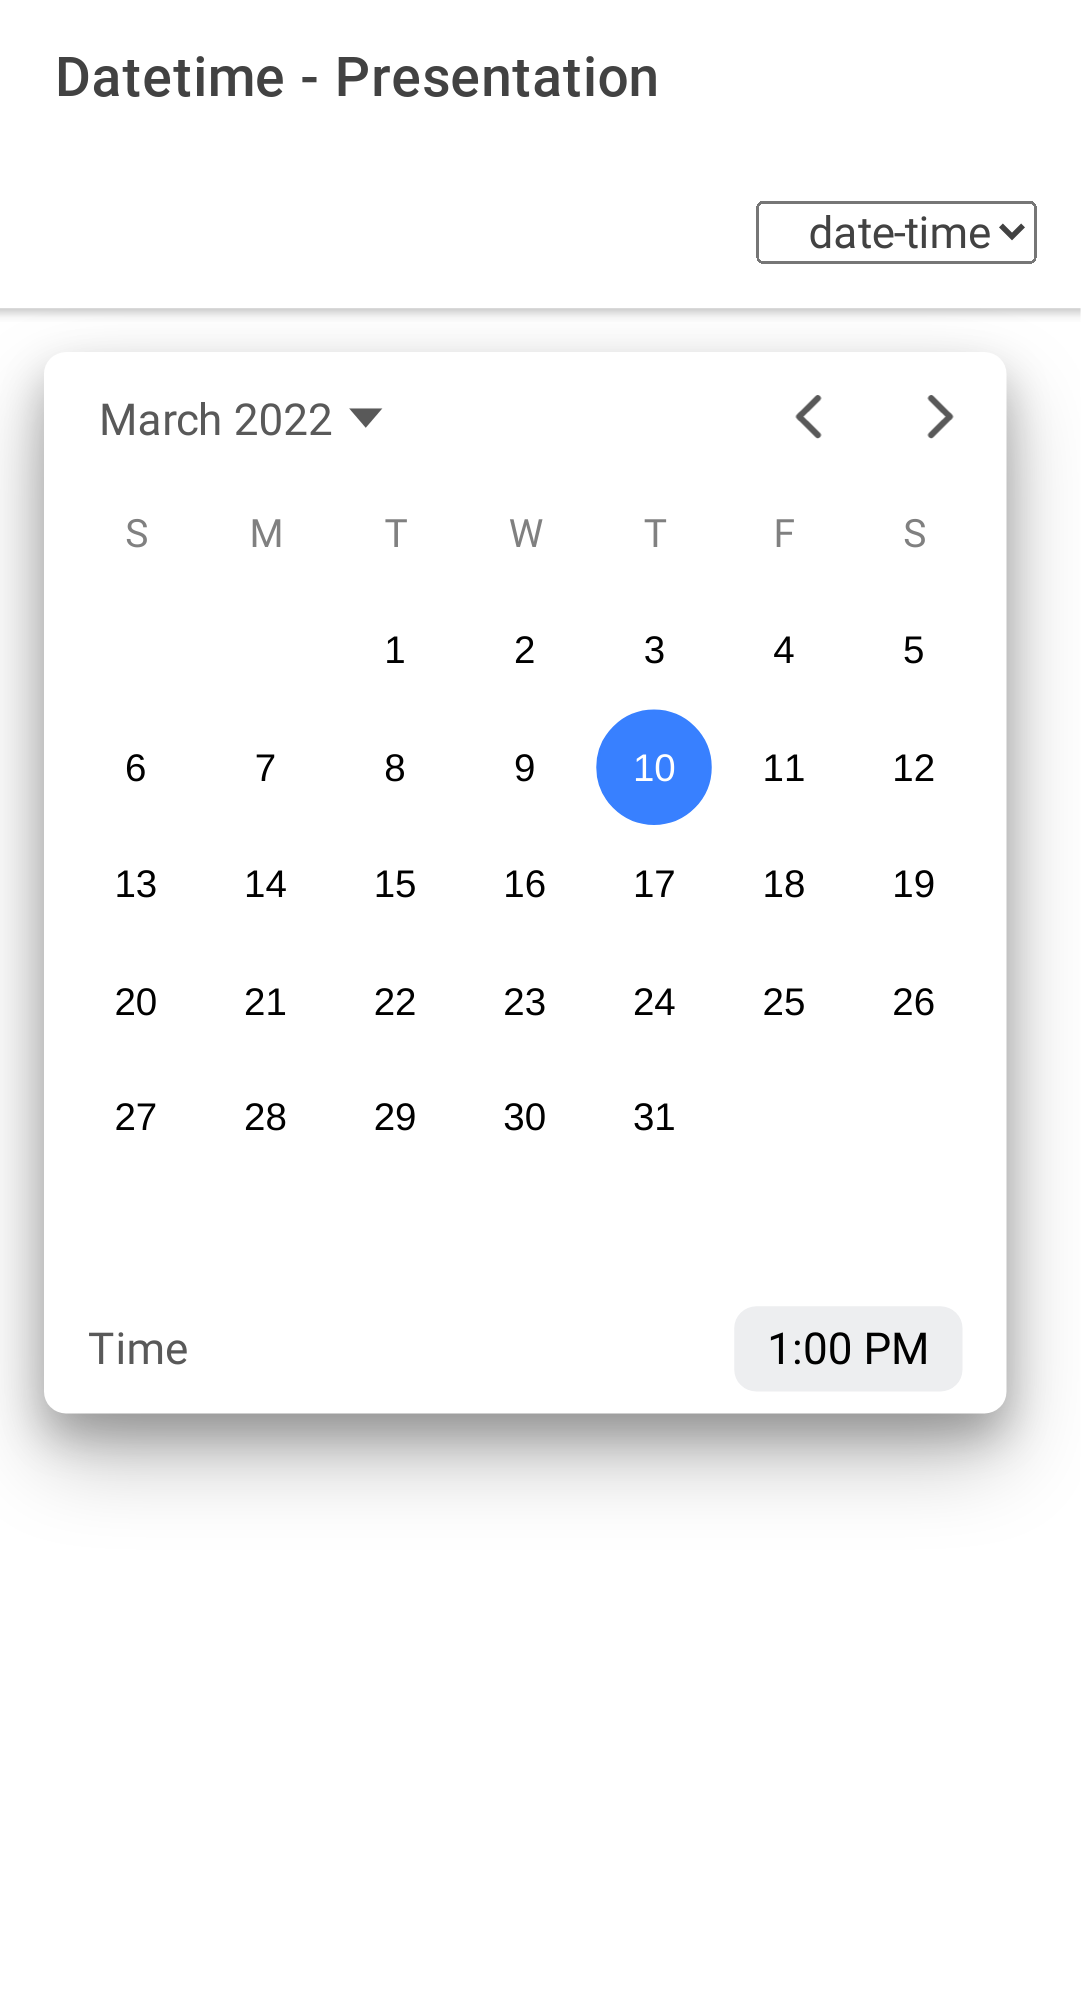 Datetime - Presentation
date-time
March 2022
S M T W T F S
1 2 3 4 5
6 7 8 9 10 11 12
13 14 15 16 17 18 19
20 21 22 23 24 25 26
27 28 29 30 31
Time 1:00 PM